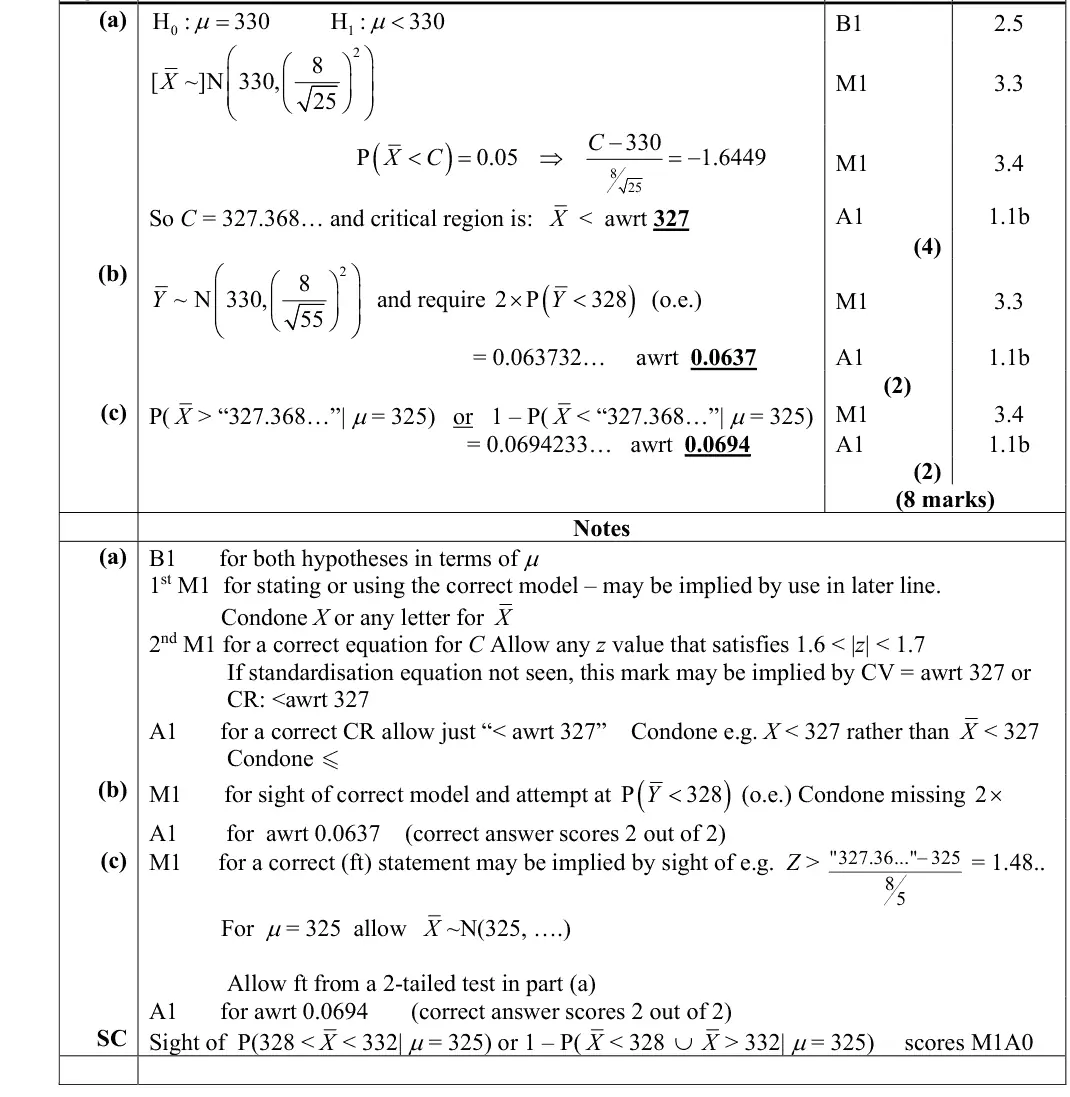 (a) H₀ : μ = 330 H₁ : μ < 330 B1 2.5
[X̄ ~]N(330, (8/√25)²) M1 3.3
P(X̄ < C) = 0.05 ⇒ (C − 330)/(8/√25) = −1.6449 M1 3.4
So C = 327.368… and critical region is: X̄ < awrt 327 A1 1.1b
(4)
(b) Ȳ ~ N(330, (8/√55)²) and require 2×P(Ȳ < 328) (o.e.) M1 3.3
= 0.063732… awrt 0.0637 A1 1.1b
(2)
(c) P( X̄ > “327.368…”| μ = 325) or 1 – P( X̄ < “327.368…”| μ = 325) M1 3.4
= 0.0694233… awrt 0.0694 A1 1.1b
(2)
(8 marks)
Notes
(a) B1 for both hypotheses in terms of μ
1st M1 for stating or using the correct model – may be implied by use in later line.
Condone X or any letter for X̄
2nd M1 for a correct equation for C Allow any z value that satisfies 1.6 < |z| < 1.7
If standardisation equation not seen, this mark may be implied by CV = awrt 327 or
CR: <awrt 327
A1 for a correct CR allow just “< awrt 327” Condone e.g. X < 327 rather than X̄ < 327
Condone ⩽
(b) M1 for sight of correct model and attempt at P(Ȳ < 328) (o.e.) Condone missing 2×
A1 for awrt 0.0637 (correct answer scores 2 out of 2)
(c) M1 for a correct (ft) statement may be implied by sight of e.g. Z > ("327.36..."– 325)/(8/5) = 1.48..
For μ = 325 allow X̄ ~N(325, ….)
Allow ft from a 2-tailed test in part (a)
A1 for awrt 0.0694 (correct answer scores 2 out of 2)
SC Sight of P(328 < X̄ < 332| μ = 325) or 1 – P( X̄ < 328 ∪ X̄ > 332| μ = 325) scores M1A0